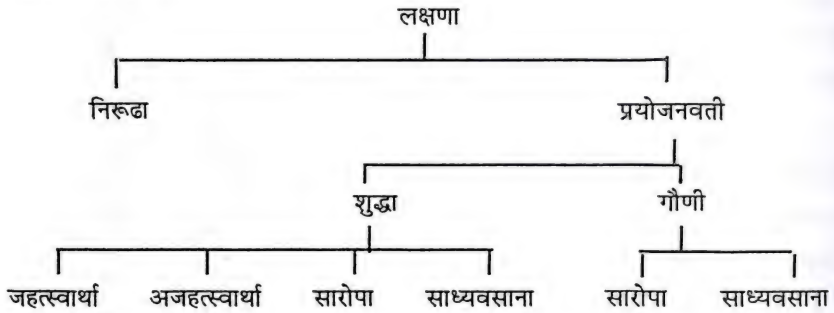 लक्षणा
निरूढा प्रयोजनवती
शुद्धा गौणी
जहत्स्वार्था अजहत्स्वार्था सारोपा साध्यवसाना सारोपा साध्यवसाना